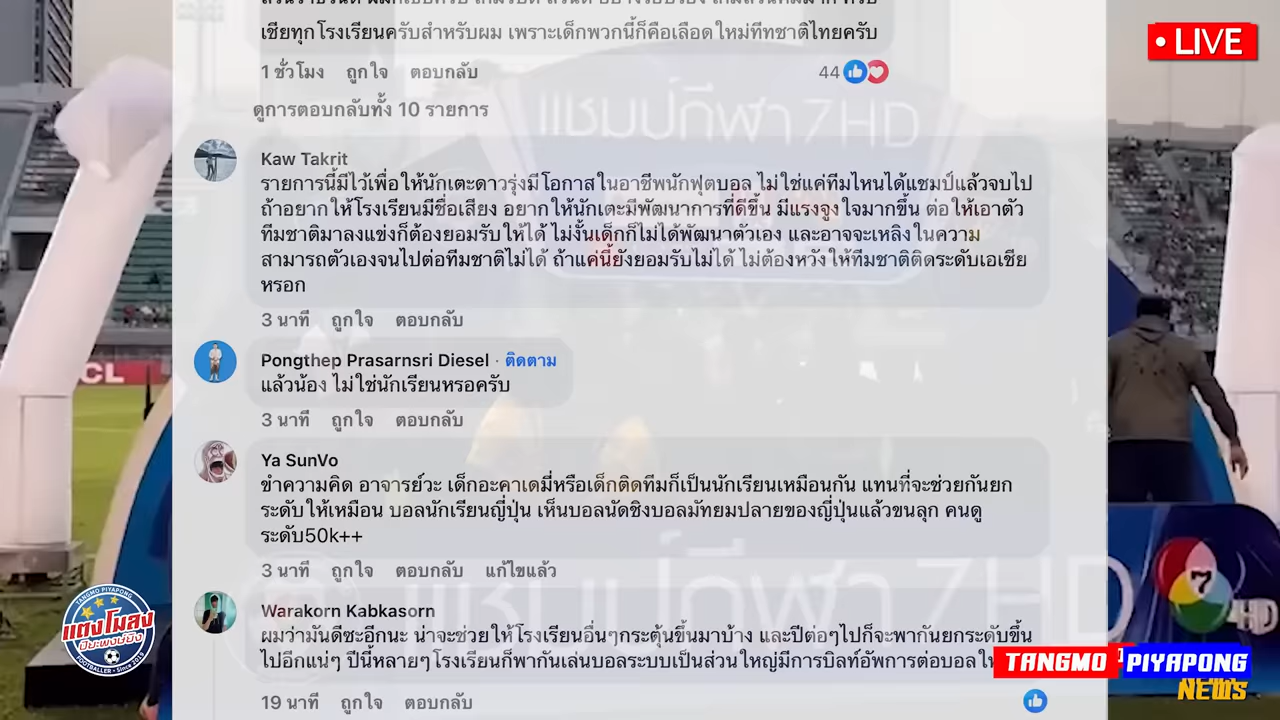 เชียทุกโรงเรียนครับสำหรับผม เพราะเด็กพวกนี้ก็คือเลือดใหม่ทีทชาติไทยครับ
1 ชั่วโมง ถูกใจ ตอบกลับ 44
ดูการตอบกลับทั้ง 10 รายการ
Kaw Takrit
รายการนี้มีไว้เพื่อให้นักเตะดาวรุ่งมีโอกาสในอาชีพนักฟุตบอล ไม่ใช่แค่ทีมไหนได้แชมป์แล้วจบไป
ถ้าอยากให้โรงเรียนมีชื่อเสียง อยากให้นักเตะมีพัฒนาการที่ดีขึ้น มีแรงจูงใจมากขึ้น ต่อให้เอาตัว
ทีมชาติมาลงแข่งก็ต้องยอมรับให้ได้ ไม่งั้นเด็กก็ไม่ได้พัฒนาตัวเอง และอาจจะเหลิงในความ
สามารถตัวเองจนไปต่อทีมชาติไม่ได้ ถ้าแค่นี้ยังยอมรับไม่ได้ ไม่ต้องหวังให้ทีมชาติติดระดับเอเชีย
หรอก
3 นาที ถูกใจ ตอบกลับ
Pongthep Prasarnsri Diesel · ติดตาม
แล้วน้อง ไม่ใช่นักเรียนหรอครับ
3 นาที ถูกใจ ตอบกลับ
Ya SunVo
ขำความคิด อาจารย์วะ เด็กอะคาเดมี่หรือเด็กติดทีมก็เป็นนักเรียนเหมือนกัน แทนที่จะช่วยกันยก
ระดับให้เหมือน บอลนักเรียนญี่ปุ่น เห็นบอลนัดชิงบอลมัทยมปลายของญี่ปุ่นแล้วขนลุก คนดู
ระดับ50k++
3 นาที ถูกใจ ตอบกลับ แก้ไขแล้ว
Warakorn Kabkasorn
ผมว่ามันดีซะอีกนะ น่าจะช่วยให้โรงเรียนอื่นๆกระตุ้นขึ้นมาบ้าง และปีต่อๆไปก็จะพากันยกระดับขึ้น
ไปอีกแน่ๆ ปีนี้หลายๆโรงเรียนก็พากันเล่นบอลระบบเป็นส่วนใหญ่มีการบิลท์อัพการต่อบอล
19 นาที ถูกใจ ตอบกลับ
LIVE
แชมป์กีฬา 7HD
แชมป์กีฬา 7HD
CL
7 HD
TANGMO PIYAPONG
แตงโมลง
ปิยะพงษ์ยิง
FOOTBALLER · Since 2019
TANGMO PIYAPONG
NEWS